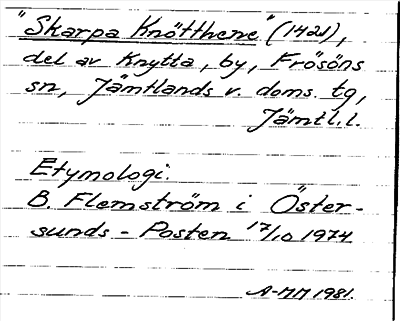 "Skarpa Knötthene" (1421),
del av Knytta, by, Frösöns
sn, Jämtlands v. doms. tg,
Jämtl.l.
Etymologi.
B. Flemström i Öster-
sunds-Posten 17/10 1974
A-MM 1981.